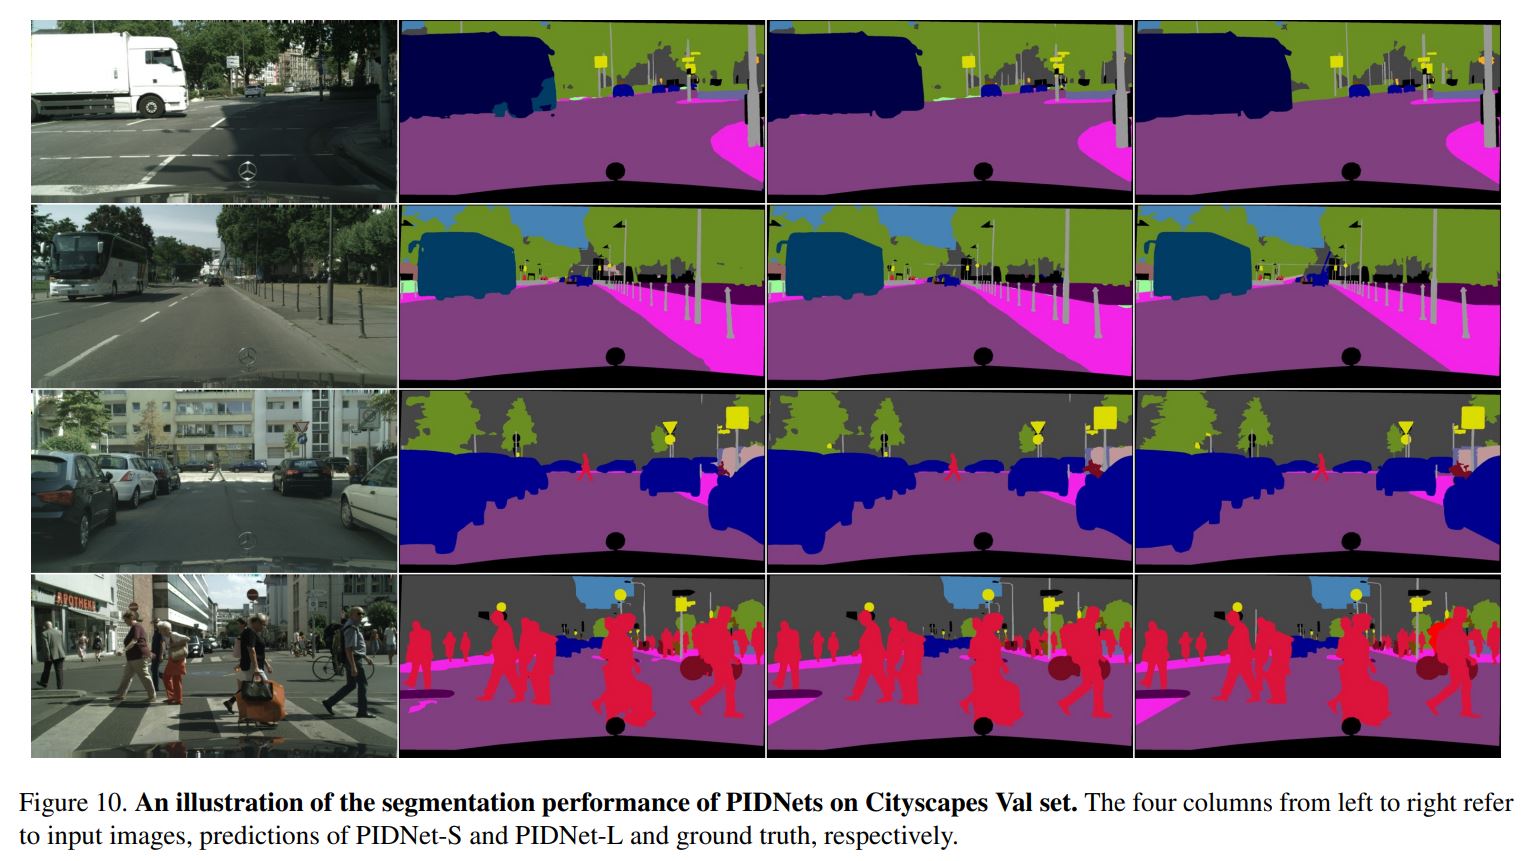 APOTHEKE
Figure 10. An illustration of the segmentation performance of PIDNets on Cityscapes Val set. The four columns from left to right refer
to input images, predictions of PIDNet-S and PIDNet-L and ground truth, respectively.